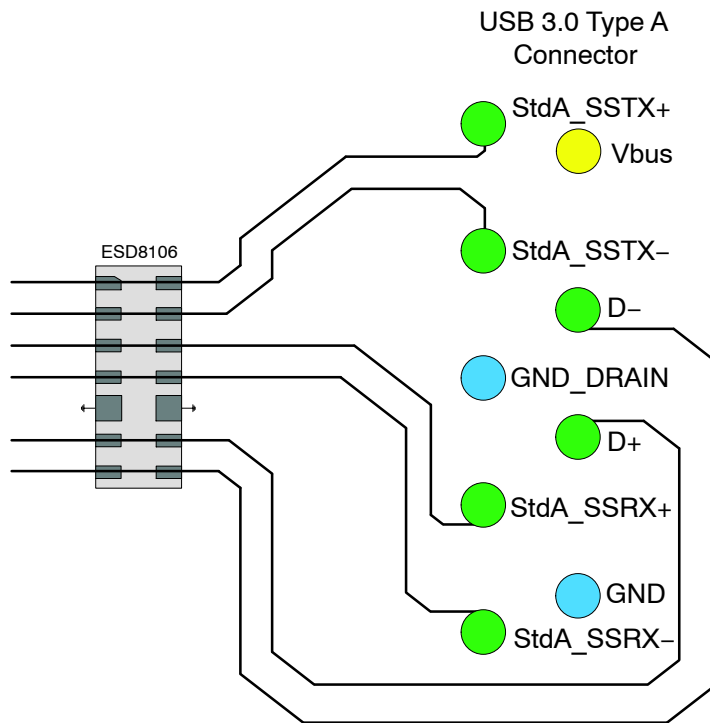 USB 3.0 Type A
Connector
StdA_SSTX+
Vbus
ESD8106
StdA_SSTX−
D−
GND_DRAIN
D+
StdA_SSRX+
GND
StdA_SSRX−